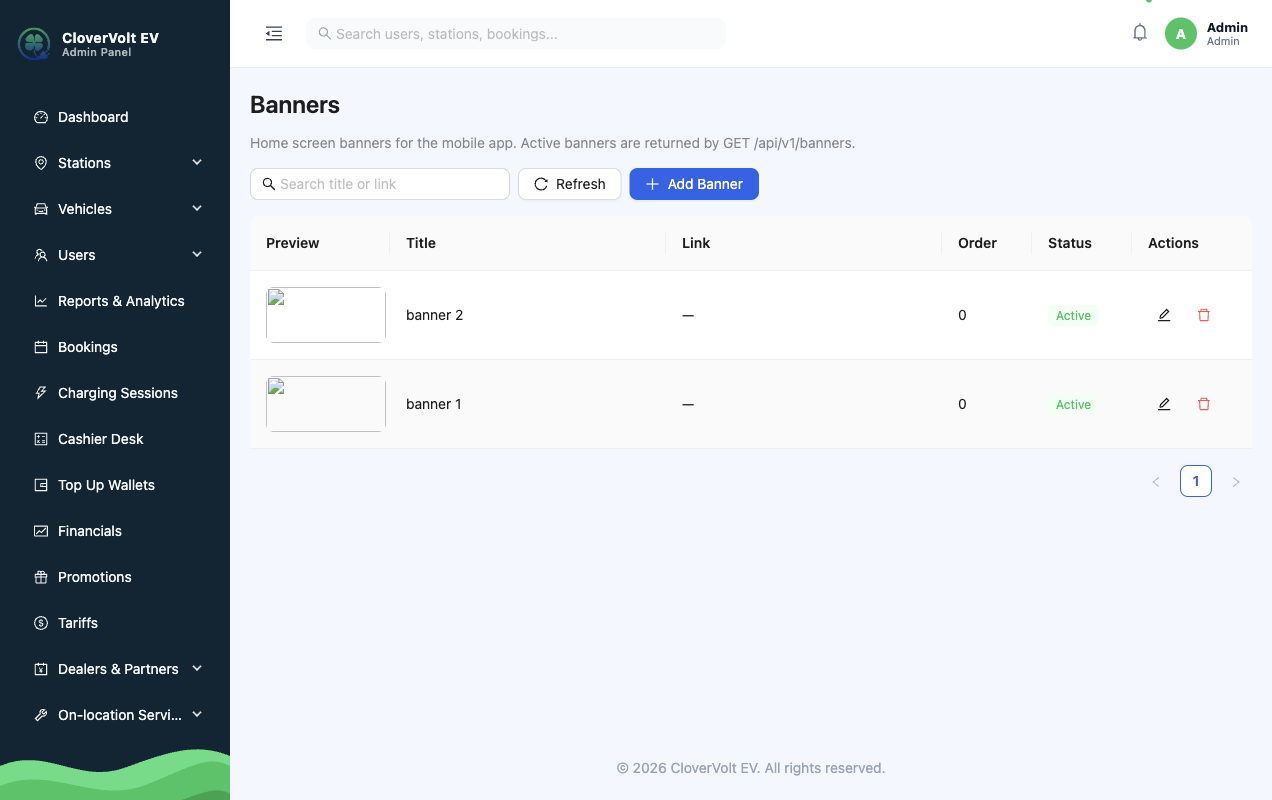 CloverVolt EV
Admin Panel
Search users, stations, bookings...
A
Admin
Admin
Dashboard
Stations
Vehicles
Users
Reports & Analytics
Bookings
Charging Sessions
Cashier Desk
Top Up Wallets
Financials
Promotions
Tariffs
Dealers & Partners
On-location Servi...
Banners
Home screen banners for the mobile app. Active banners are returned by GET /api/v1/banners.
Search title or link
Refresh
Add Banner
Preview Title Link Order Status Actions
banner 2 — 0 Active
banner 1 — 0 Active
1
© 2026 CloverVolt EV. All rights reserved.